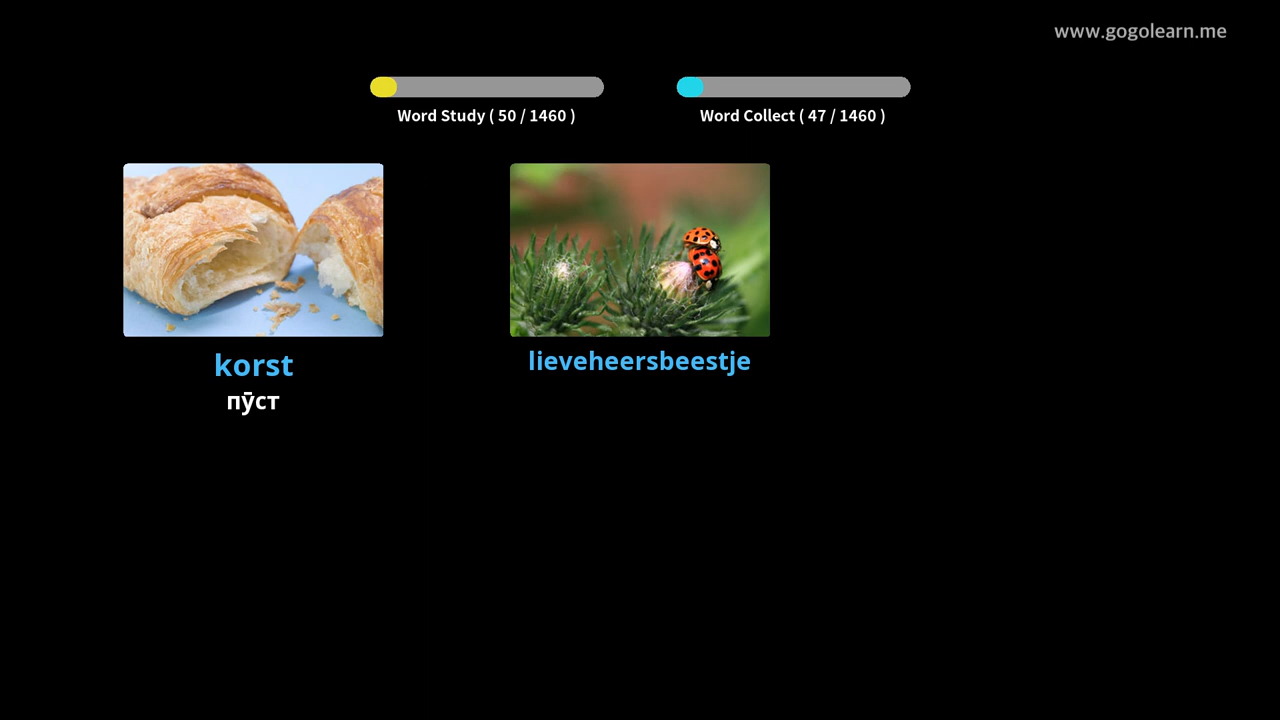 www.gogolearn.me
Word Study ( 50 / 1460 )
Word Collect ( 47 / 1460 )
korst
lieveheersbeestje
пӯст